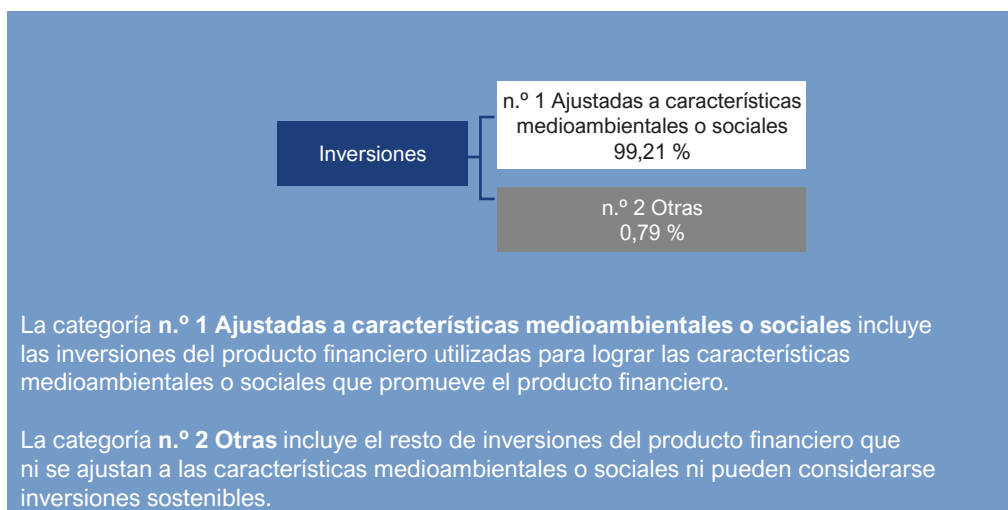 n.º 1 Ajustadas a características
medioambientales o sociales
99,21 %
Inversiones
n.º 2 Otras
0,79 %
La categoría n.º 1 Ajustadas a características medioambientales o sociales incluye
las inversiones del producto financiero utilizadas para lograr las características
medioambientales o sociales que promueve el producto financiero.
La categoría n.º 2 Otras incluye el resto de inversiones del producto financiero que
ni se ajustan a las características medioambientales o sociales ni pueden considerarse
inversiones sostenibles.